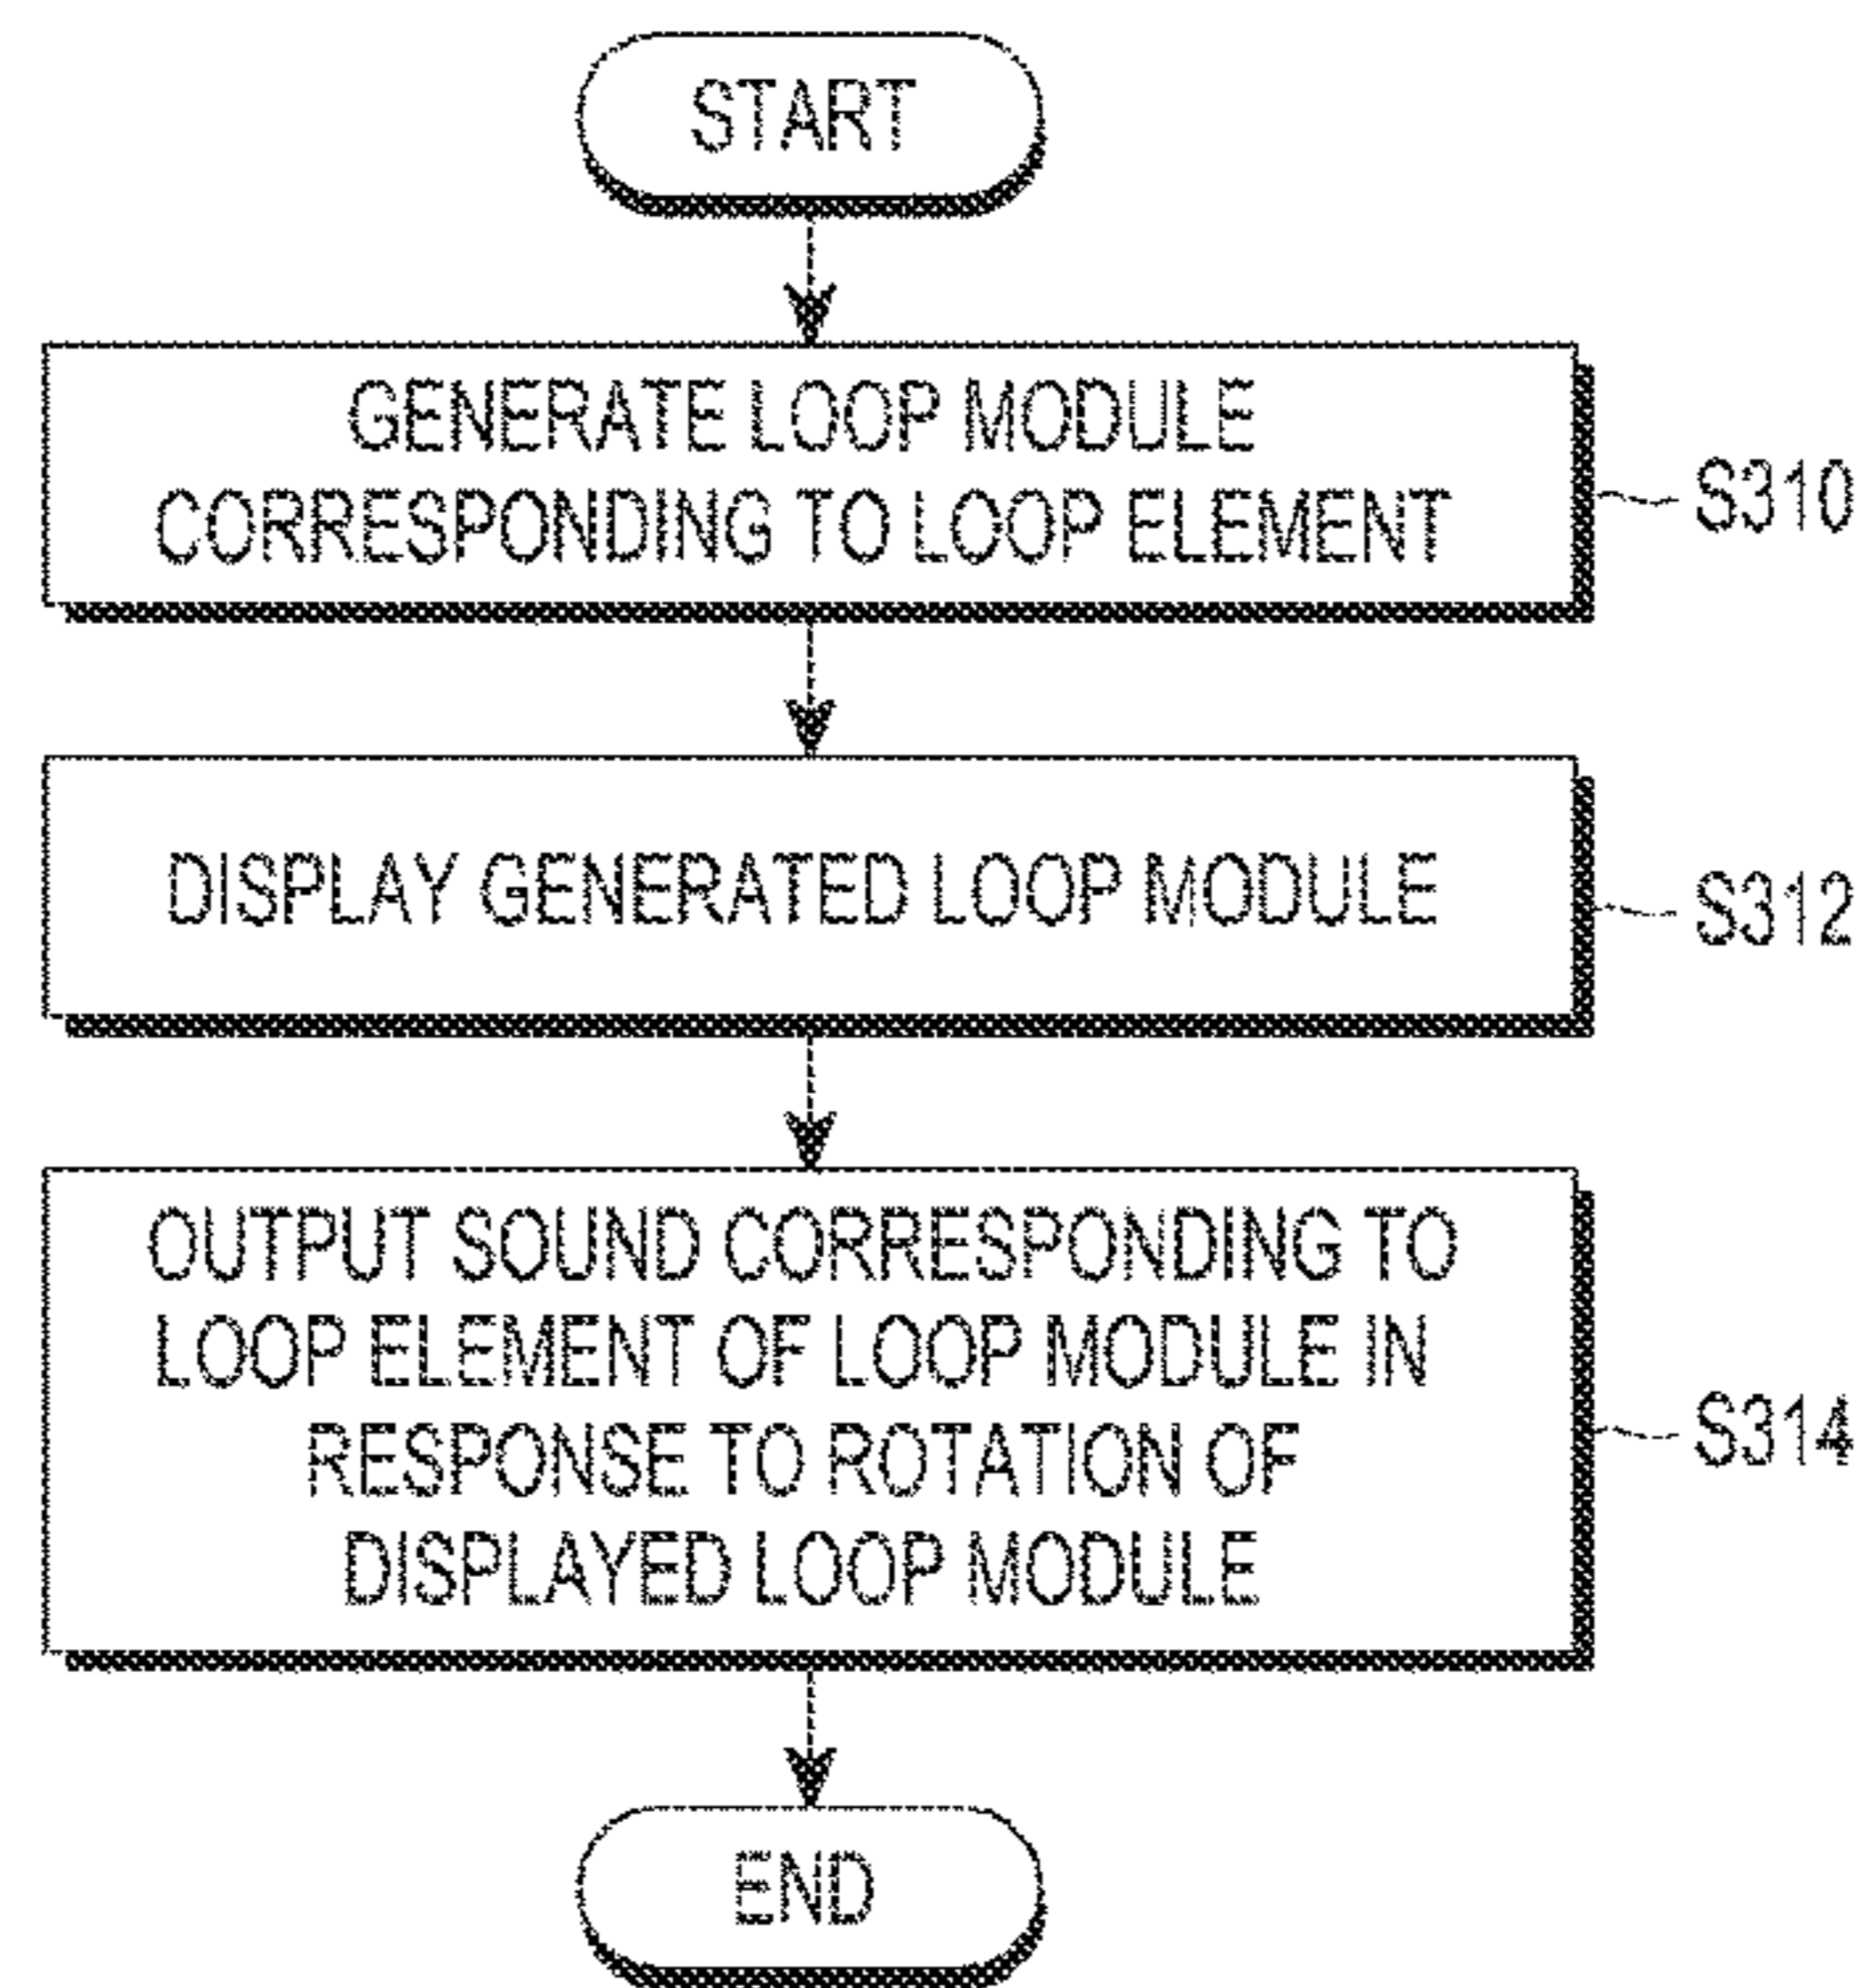 START
GENERATE LOOP MODULE
CORRESPONDING TO LOOP ELEMENT
S310
DISPLAY GENERATED LOOP MODULE
S312
OUTPUT SOUND CORRESPONDING TO
LOOP ELEMENT OF LOOP MODULE IN
RESPONSE TO ROTATION OF
DISPLAYED LOOP MODULE
S314
END